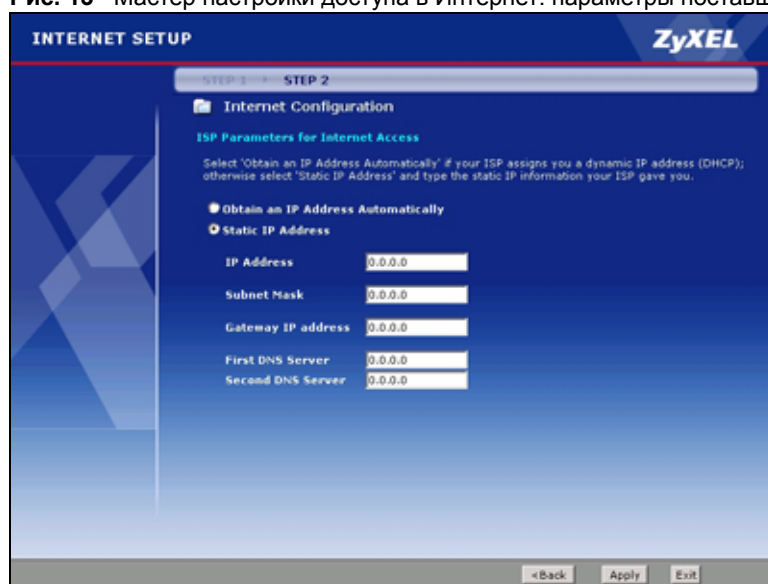 Рис. 15 Мастер настройки доступа в Интернет: параметры поставщ
INTERNET SETUP
ZyXEL
STEP 1 STEP 2
Internet Configuration
ISP Parameters for Internet Access
Select 'Obtain an IP Address Automatically' if your ISP assigns you a dynamic IP address (DHCP);
otherwise select 'Static IP Address' and type the static IP information your ISP gave you.
Obtain an IP Address Automatically
Static IP Address
IP Address 0.0.0.0
Subnet Mask 0.0.0.0
Gateway IP address 0.0.0.0
First DNS Server 0.0.0.0
Second DNS Server 0.0.0.0
<Back Apply Exit